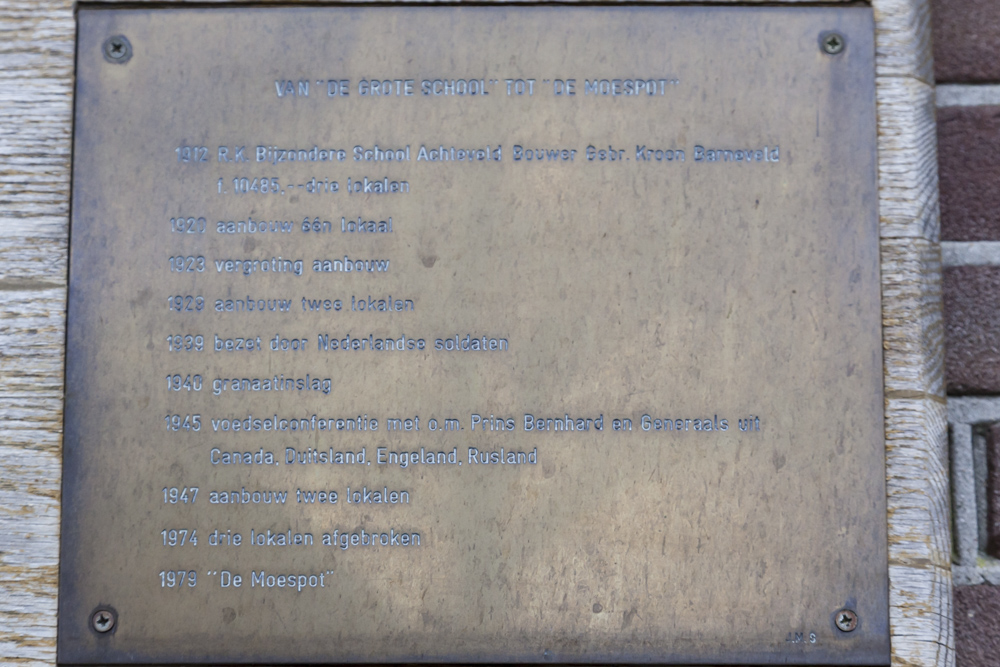 VAN "DE GROTE SCHOOL" TOT "DE MOESPOT"
1912 R.K. Bijzondere School Achteveld Bouwer Gebr. Kroon Barneveld
f. 10485,-- drie lokalen
1920 aanbouw één lokaal
1923 vergroting aanbouw
1928 aanbouw twee lokalen
1939 bezet door Nederlandse soldaten
1940 granaatinslag
1945 voedselconferentie met o.m. Prins Bernhard en Generaals uit
Canada, Duitsland, Engeland, Rusland
1947 aanbouw twee lokalen
1974 drie lokalen afgebroken
1979 "De Moespot"